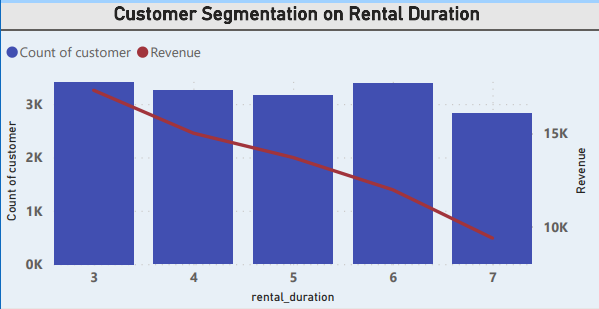 Customer Segmentation on Rental Duration
Count of customer Revenue
3K
2K
1K
0K
Count of customer
15K
10K
Revenue
3 4 5 6 7
rental_duration